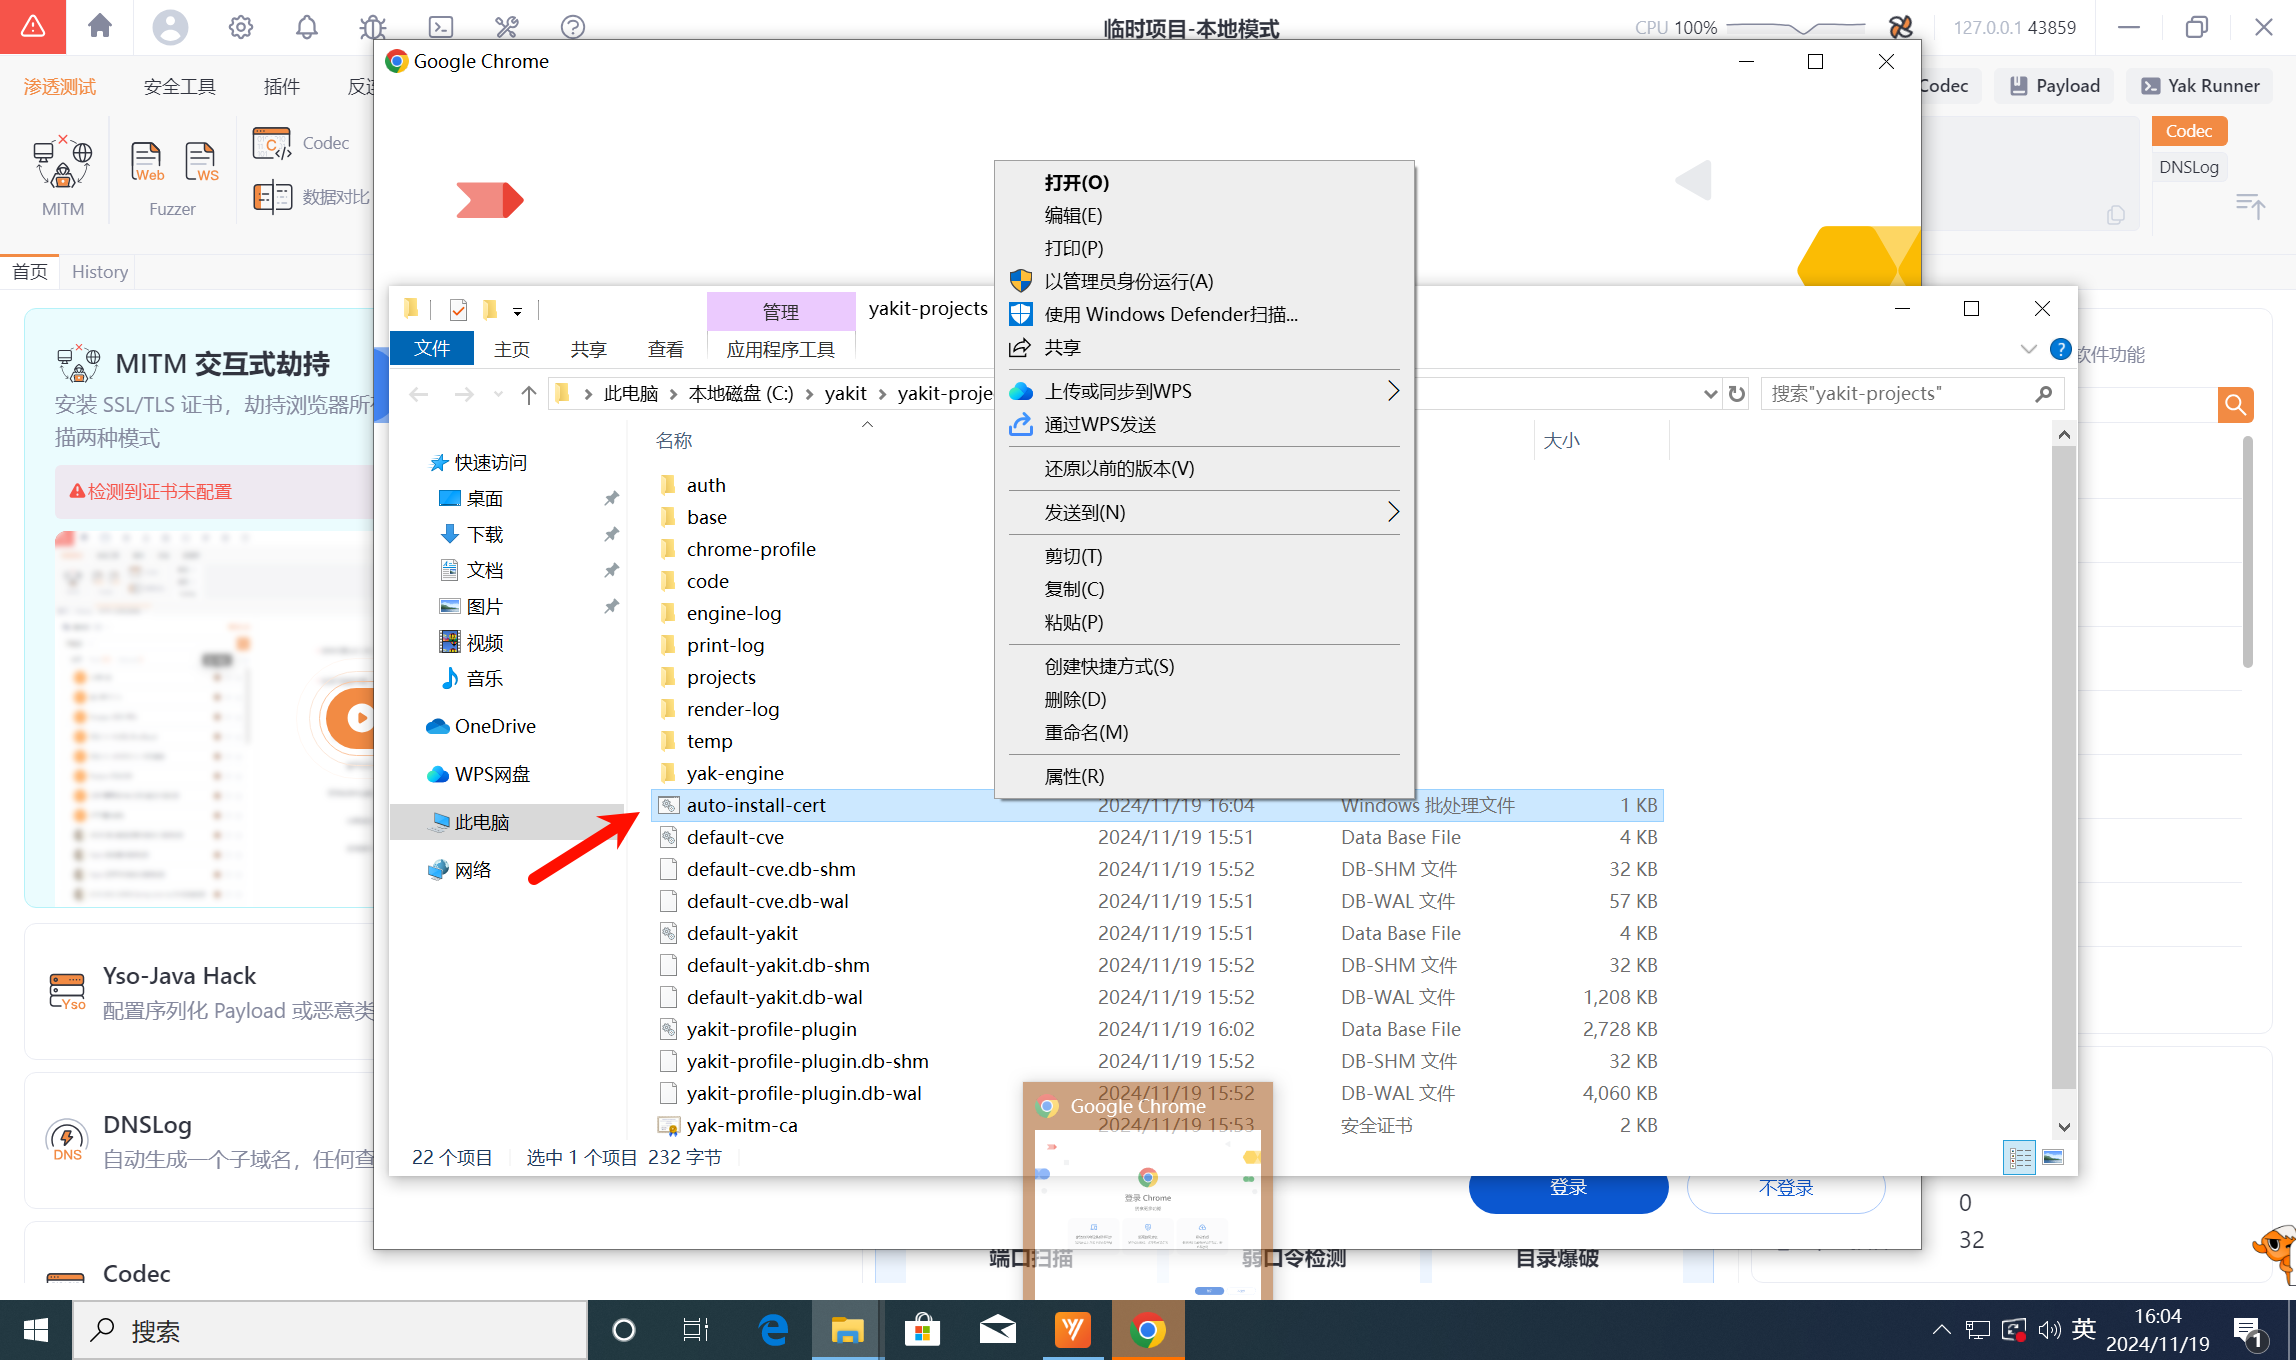 临时项目-本地模式
CPU 100%
127.0.0.1 43859
Google Chrome
渗透测试
安全工具
插件
反连
Codec
Payload
Yak Runner
MITM
Web
WS
Fuzzer
Codec
数据对比
Codec
DNSLog
首页
History
MITM 交互式劫持
安装 SSL/TLS 证书，劫持浏览器所
描两种模式
检测到证书未配置
Yso-Java Hack
Yso
配置序列化 Payload 或恶意类
DNSLog
DNS
自动生成一个子域名，任何查
Codec
管理
yakit-projects
文件
主页
共享
查看
应用程序工具
软件功能
此电脑
本地磁盘 (C:)
yakit
yakit-proje
搜索"yakit-projects"
快速访问
桌面
下载
文档
图片
视频
音乐
OneDrive
WPS网盘
此电脑
网络
名称
大小
auth
base
chrome-profile
code
engine-log
print-log
projects
render-log
temp
yak-engine
auto-install-cert 2024/11/19 16:04 Windows 批处理文件 1 KB
default-cve 2024/11/19 15:51 Data Base File 4 KB
default-cve.db-shm 2024/11/19 15:52 DB-SHM 文件 32 KB
default-cve.db-wal 2024/11/19 15:51 DB-WAL 文件 57 KB
default-yakit 2024/11/19 15:51 Data Base File 4 KB
default-yakit.db-shm 2024/11/19 15:52 DB-SHM 文件 32 KB
default-yakit.db-wal 2024/11/19 15:52 DB-WAL 文件 1,208 KB
yakit-profile-plugin 2024/11/19 16:02 Data Base File 2,728 KB
yakit-profile-plugin.db-shm 2024/11/19 15:52 DB-SHM 文件 32 KB
yakit-profile-plugin.db-wal 2024/11/19 15:52 DB-WAL 文件 4,060 KB
yak-mitm-ca 2024/11/19 15:53 安全证书 2 KB
22 个项目
选中 1 个项目 232 字节
打开(O)
编辑(E)
打印(P)
以管理员身份运行(A)
使用 Windows Defender扫描...
共享
上传或同步到WPS
通过WPS发送
还原以前的版本(V)
发送到(N)
剪切(T)
复制(C)
粘贴(P)
创建快捷方式(S)
删除(D)
重命名(M)
属性(R)
Google Chrome
登录 Chrome
登录
不登录
0
32
端口扫描
弱口令检测
目录爆破
搜索
英
16:04
2024/11/19
1